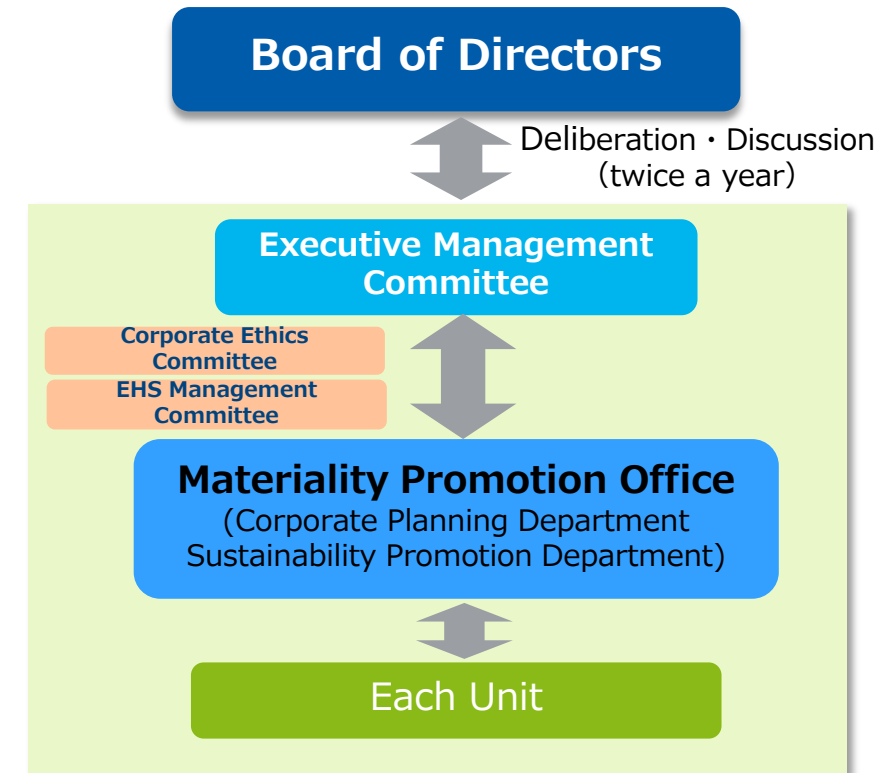 Board of Directors
Deliberation・Discussion
（twice a year）
Executive Management
Committee
Corporate Ethics
Committee
EHS Management
Committee
Materiality Promotion Office
(Corporate Planning Department
Sustainability Promotion Department)
Each Unit